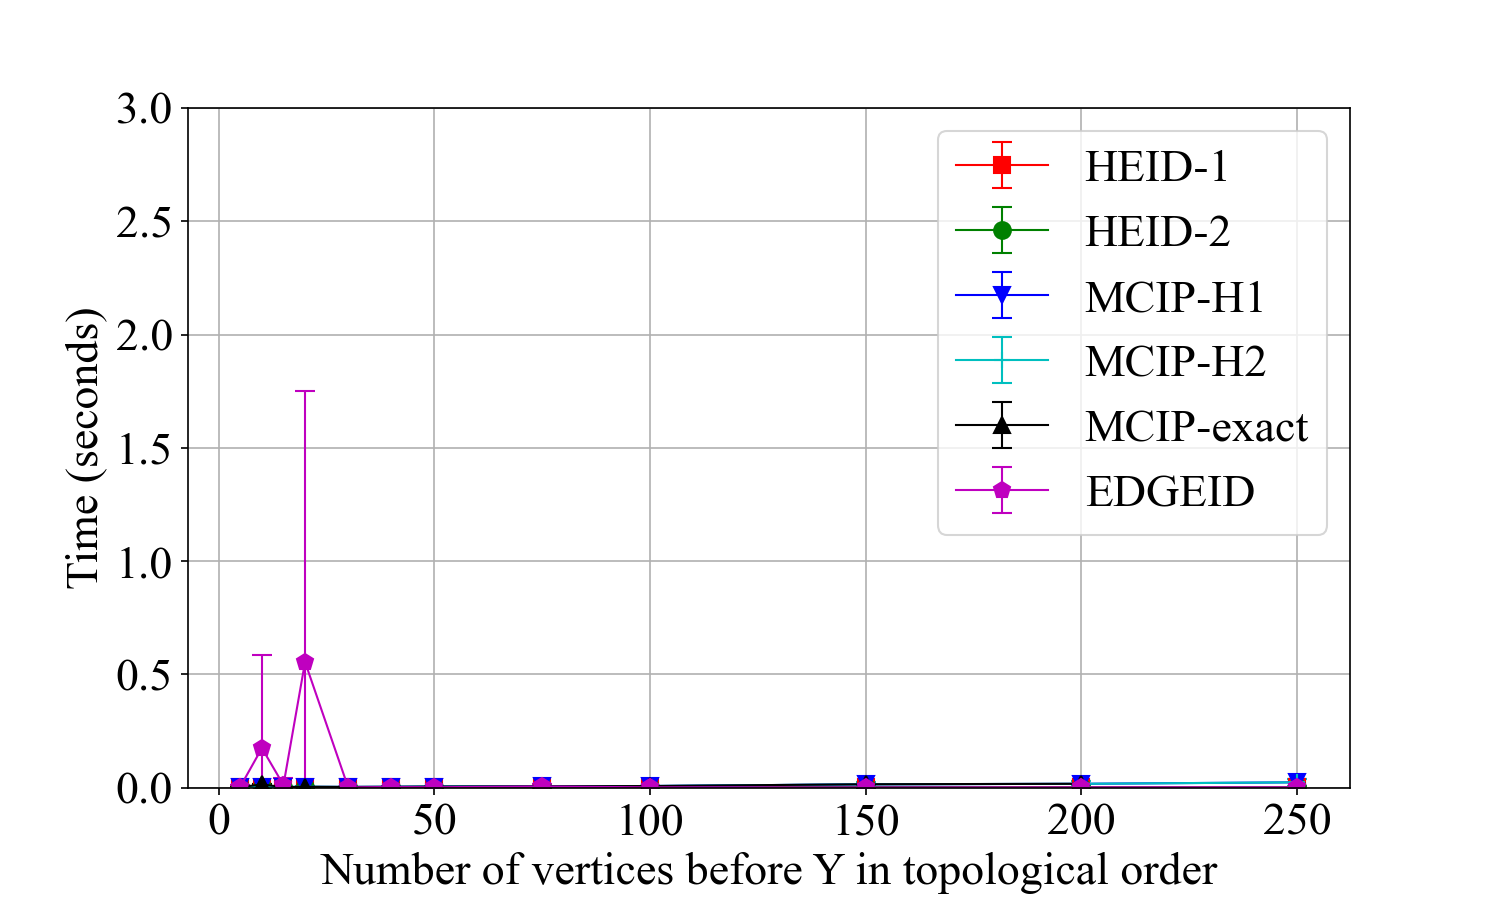 3.0
2.5
2.0
1.5
1.0
0.5
0.0
Time (seconds)
HEID-1
HEID-2
MCIP-H1
MCIP-H2
MCIP-exact
EDGEID
0 50 100 150 200 250
Number of vertices before Y in topological order